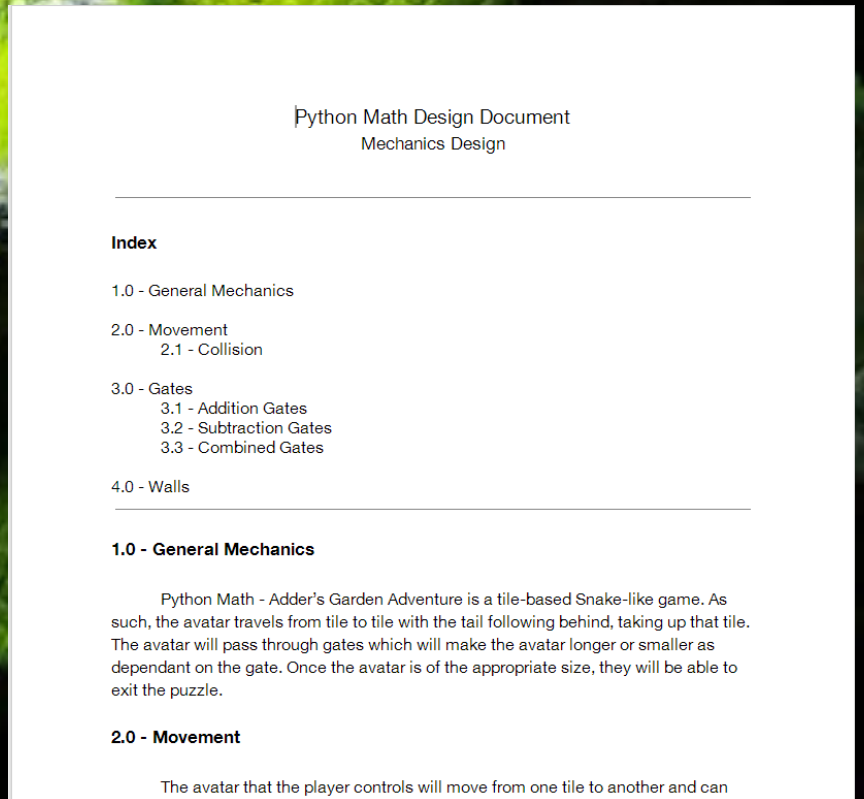 Python Math Design Document
Mechanics Design
Index
1.0 - General Mechanics
2.0 - Movement
2.1 - Collision
3.0 - Gates
3.1 - Addition Gates
3.2 - Subtraction Gates
3.3 - Combined Gates
4.0 - Walls
1.0 - General Mechanics
Python Math - Adder's Garden Adventure is a tile-based Snake-like game. As
such, the avatar travels from tile to tile with the tail following behind, taking up that tile.
The avatar will pass through gates which will make the avatar longer or smaller as
dependant on the gate. Once the avatar is of the appropriate size, they will be able to
exit the puzzle.
2.0 - Movement
The avatar that the player controls will move from one tile to another and can